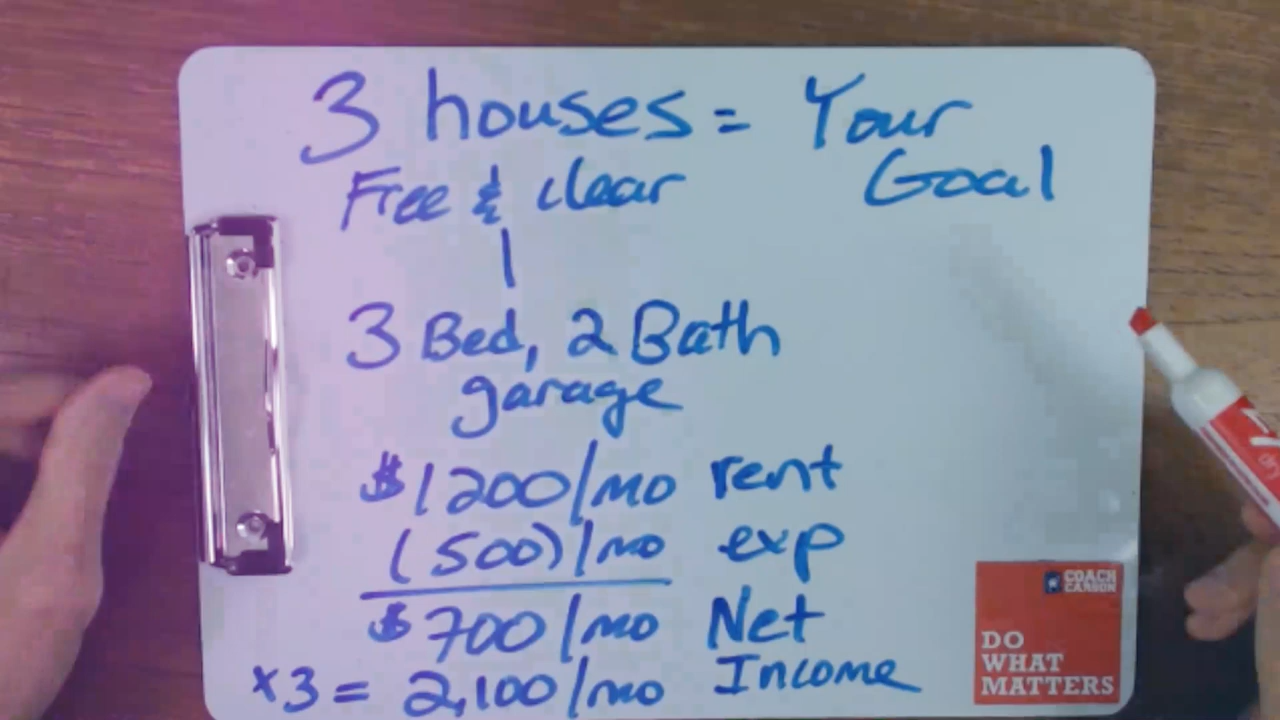 3 houses = Your
Goal
Free & clear
3 Bed, 2 Bath
garage
$1200/mo rent
(500)/mo exp
$700/mo Net
Income
x3 = 2,100/mo
COACH
CARSON
DO
WHAT
MATTERS